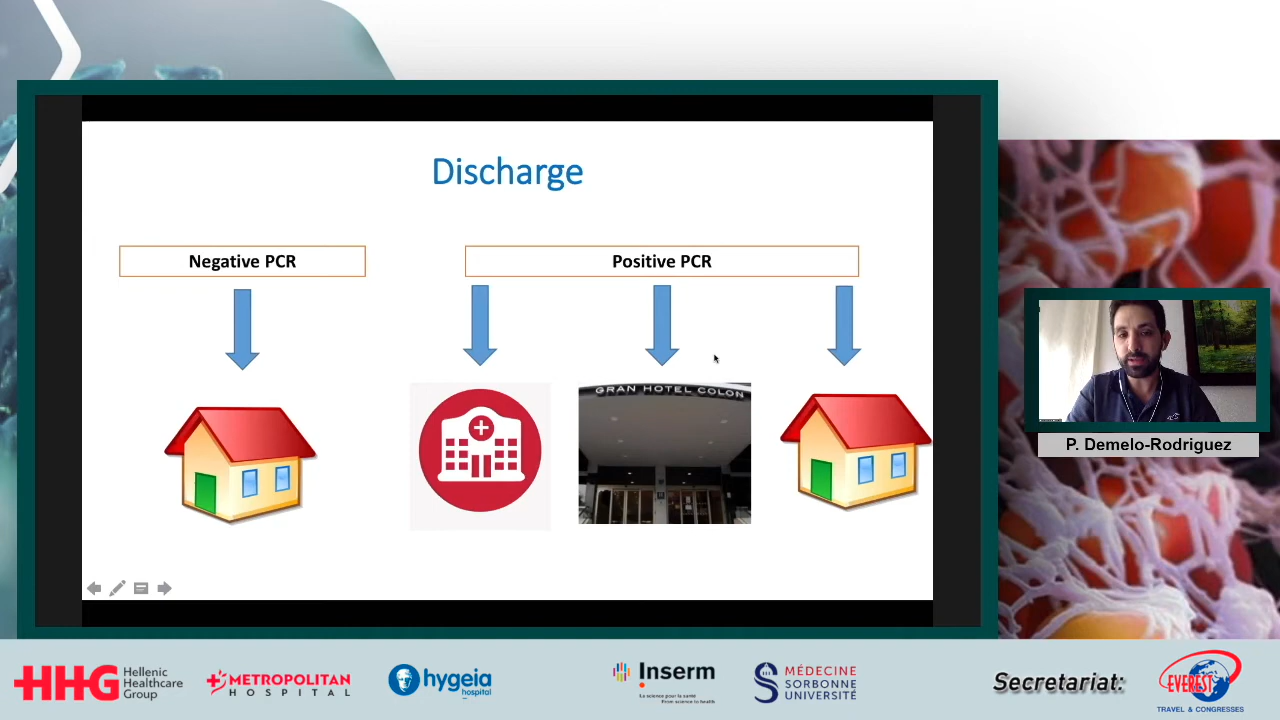 Discharge
Negative PCR
Positive PCR
GRAN HOTEL COLON
P. Demelo-Rodriguez
HHG Hellenic
Healthcare
Group
METROPOLITAN
HOSPITAL
hygeia
hospital
Inserm
La science pour la santé
From science to health
MÉDECINE
SORBONNE
UNIVERSITÉ
Secretariat:
EVEREST
TRAVEL & CONGRESSES